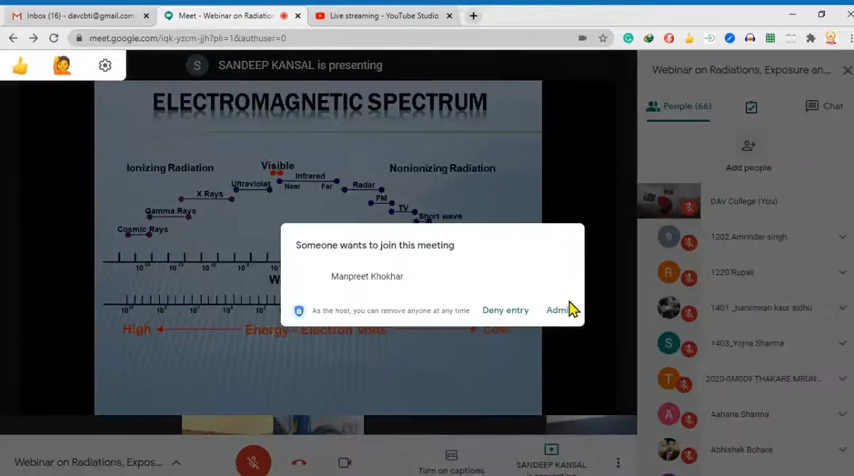 Inbox (16) - davcbti@gmail.com
Meet - Webinar on Radiation
Live streaming - YouTube Studio
meet.google.com/iqk-yzcm-jh?pli=1&authuser=0
S SANDEEP KANSAL is presenting
Webinar on Radiations, Exposure an...
ELECTROMAGNETIC SPECTRUM
People (66)
Chat
Add people
Ionizing Radiation
Visible
Nonionizing Radiation
Infrared
Ultraviolet
Near
Far
Radar
X Rays
FM
TV
Short wave
Gamma Rays
Cosmic Rays
Someone wants to join this meeting
Manpreet Khokhar
As the host, you can remove anyone at any time
Deny entry
Admi
High
Energy - Electron Volts
Low
DAV College (You)
9 1202 Amrinder singh
R 1220 Rupali
1401 _harsimran kaur sidhu
S 1403_Yojna Sharma
T 2020-SM009 THAKARE MRUN...
Aahana Sharma
Abhishek Bohare
Webinar on Radiations, Expos...
Turn on captions
SANDEEP KANSAL